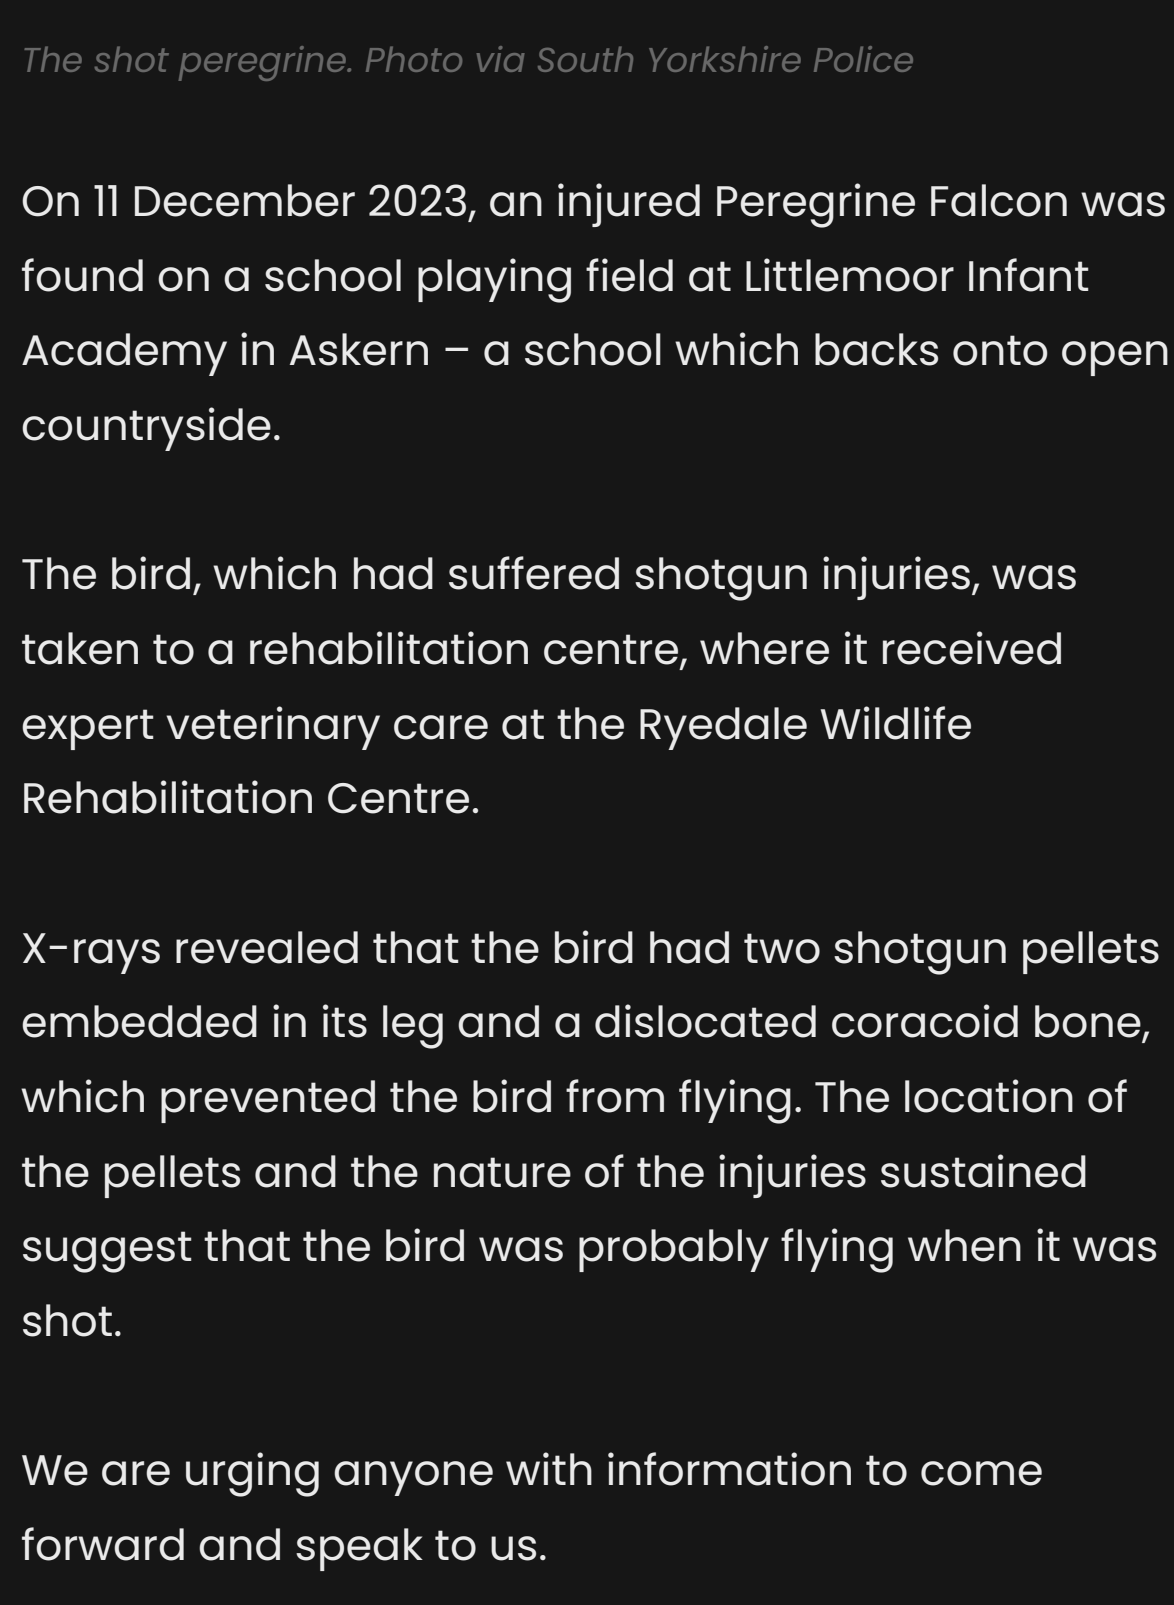 The shot peregrine. Photo via South Yorkshire Police
On 11 December 2023, an injured Peregrine Falcon was
found on a school playing field at Littlemoor Infant
Academy in Askern – a school which backs onto open
countryside.
The bird, which had suffered shotgun injuries, was
taken to a rehabilitation centre, where it received
expert veterinary care at the Ryedale Wildlife
Rehabilitation Centre.
X-rays revealed that the bird had two shotgun pellets
embedded in its leg and a dislocated coracoid bone,
which prevented the bird from flying. The location of
the pellets and the nature of the injuries sustained
suggest that the bird was probably flying when it was
shot.
We are urging anyone with information to come
forward and speak to us.